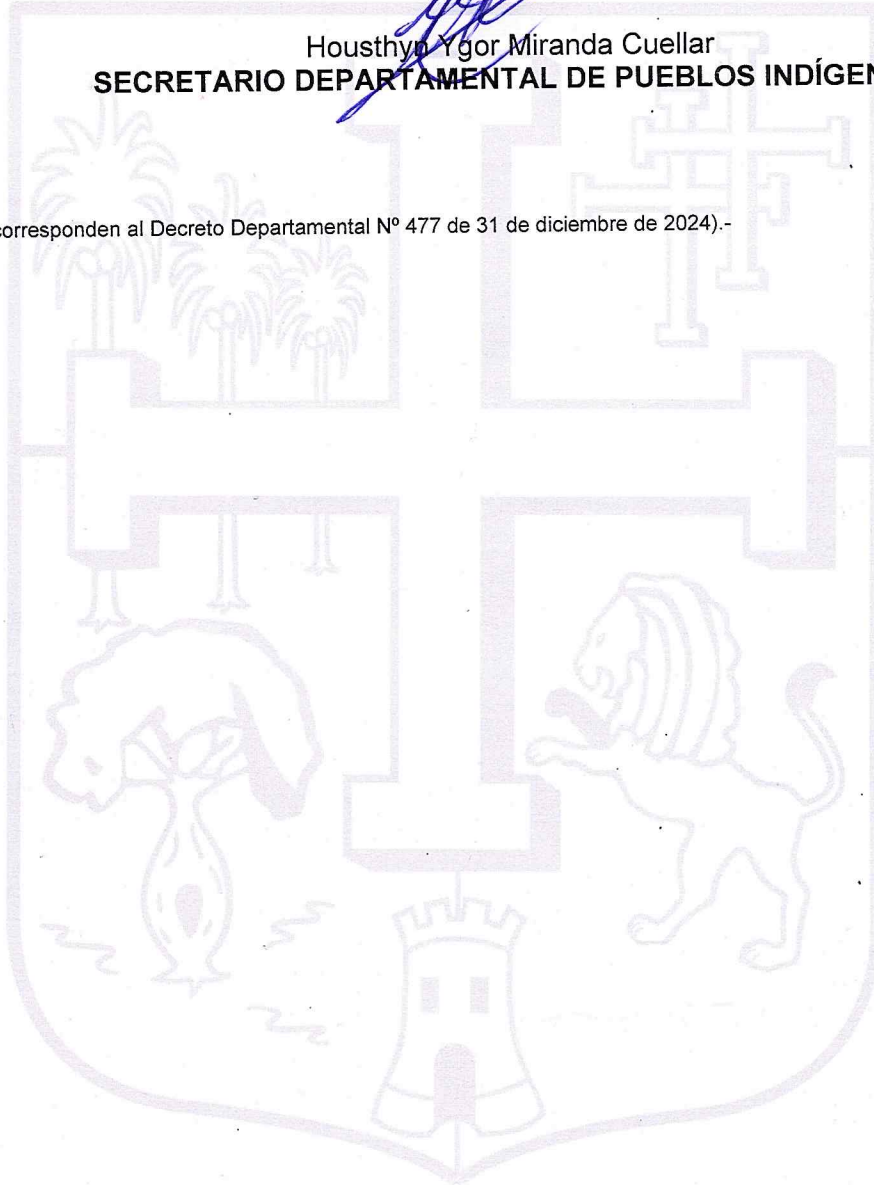 Housthyn Ygor Miranda Cuellar
SECRETARIO DEPARTAMENTAL DE PUEBLOS INDÍGEN
corresponden al Decreto Departamental Nº 477 de 31 de diciembre de 2024).-